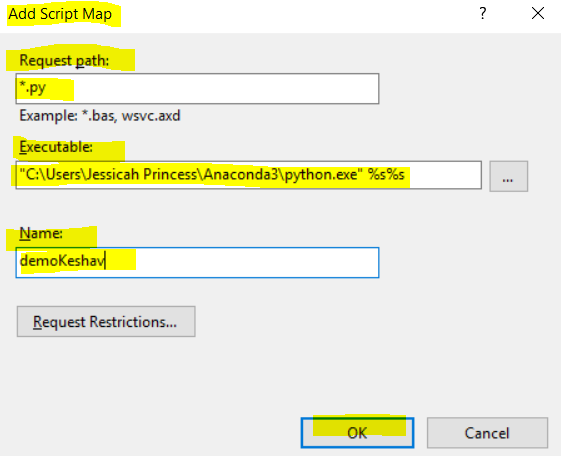 Add Script Map
?
Request path:
*.py
Example: *.bas, wsvc.axd
Executable:
"C:\Users\Jessicah Princess\Anaconda3\python.exe" %s%s
...
Name:
demoKeshav
Request Restrictions...
OK
Cancel